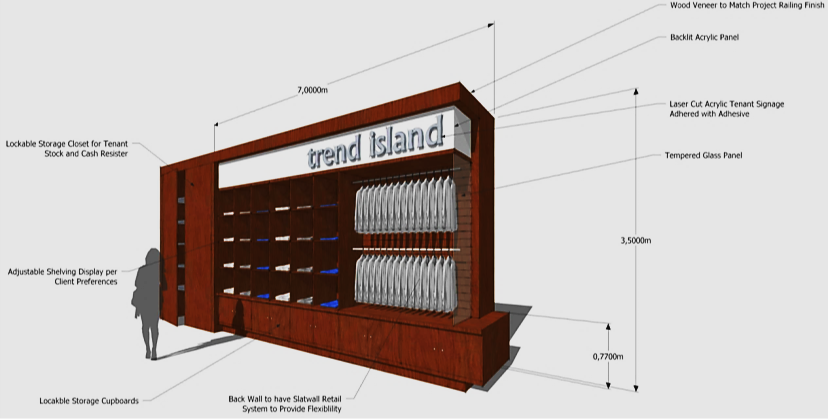 Wood Veneer to Match Project Railing Finish
Backlit Acrylic Panel
7,0000m
Laser Cut Acrylic Tenant Signage
Adhered with Adhesive
trend island
Lockable Storage Closet for Tenant
Stock and Cash Resister
Tempered Glass Panel
3,5000m
Adjustable Shelving Display per
Client Preferences
0,7700m
Locakble Storage Cupboards
Back Wall to have Slatwall Retail
System to Provide Flexiblility